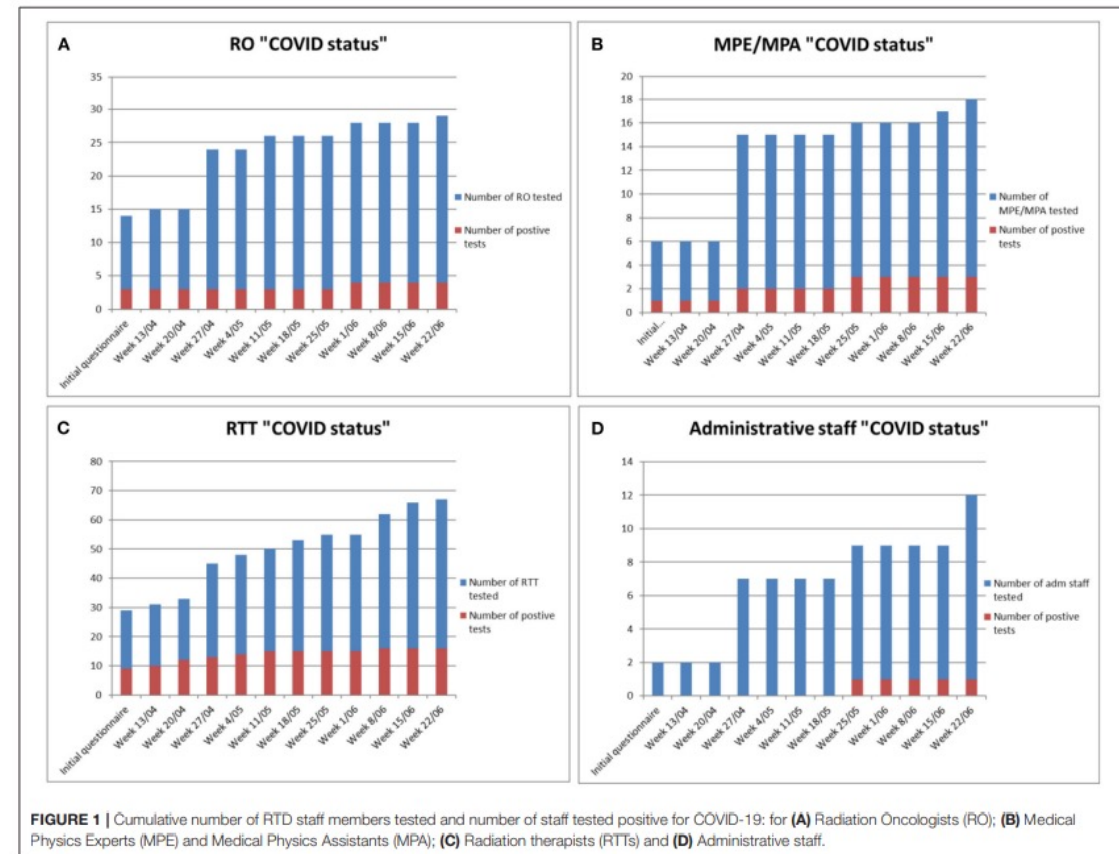 A
RO "COVID status"
35
30
25
20
15
10
5
0
Initial questionnaire
Week 13/04
Week 20/04
Week 27/04
Week 4/05
Week 11/05
Week 18/05
Week 25/05
Week 1/06
Week 8/06
Week 15/06
Week 22/06
Number of RO tested
Number of postive
tests
B
MPE/MPA "COVID status"
20
18
16
14
12
10
8
6
4
2
0
Initial...
Week 13/04
Week 20/04
Week 27/04
Week 4/05
Week 11/05
Week 18/05
Week 25/05
Week 1/06
Week 8/06
Week 15/06
Week 22/06
Number of
MPE/MPA tested
Number of postive
tests
C
RTT "COVID status"
80
70
60
50
40
30
20
10
0
Initial questionnaire
Week 13/04
Week 20/04
Week 27/04
Week 4/05
Week 11/05
Week 18/05
Week 25/05
Week 1/06
Week 8/06
Week 15/06
Week 22/06
Number of RTT
tested
Number of postive
tests
D
Administrative staff "COVID status"
14
12
10
8
6
4
2
0
Initial questionnaire
Week 13/04
Week 20/04
Week 27/04
Week 4/05
Week 11/05
Week 18/05
Week 25/05
Week 1/06
Week 8/06
Week 15/06
Week 22/06
Number of adm staff
tested
Number of postive
tests
FIGURE 1 | Cumulative number of RTD staff members tested and number of staff tested positive for COVID-19: for (A) Radiation Oncologists (RO); (B) Medical
Physics Experts (MPE) and Medical Physics Assistants (MPA); (C) Radiation therapists (RTTs) and (D) Administrative staff.